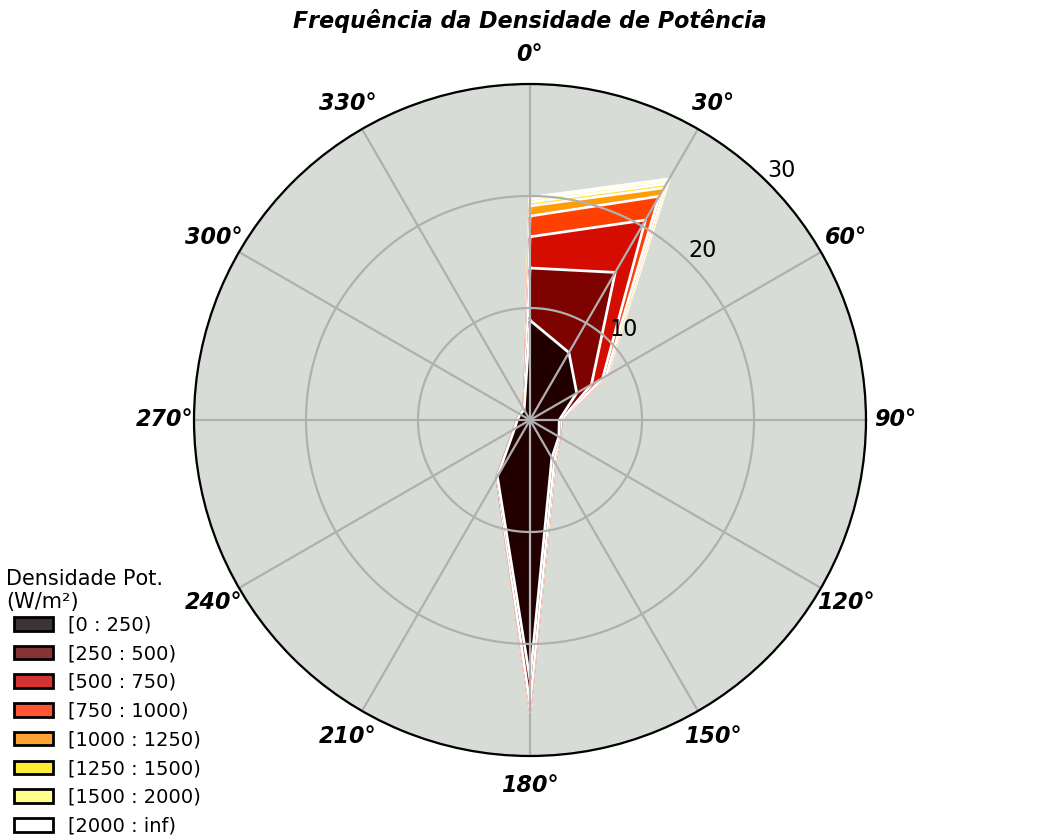 Frequência da Densidade de Potência
0°
330°
30°
30
300°
60°
20
10
270°
90°
Densidade Pot.
(W/m²)
240°
120°
[0 : 250)
[250 : 500)
[500 : 750)
[750 : 1000)
[1000 : 1250)
[1250 : 1500)
[1500 : 2000)
[2000 : inf)
210°
150°
180°